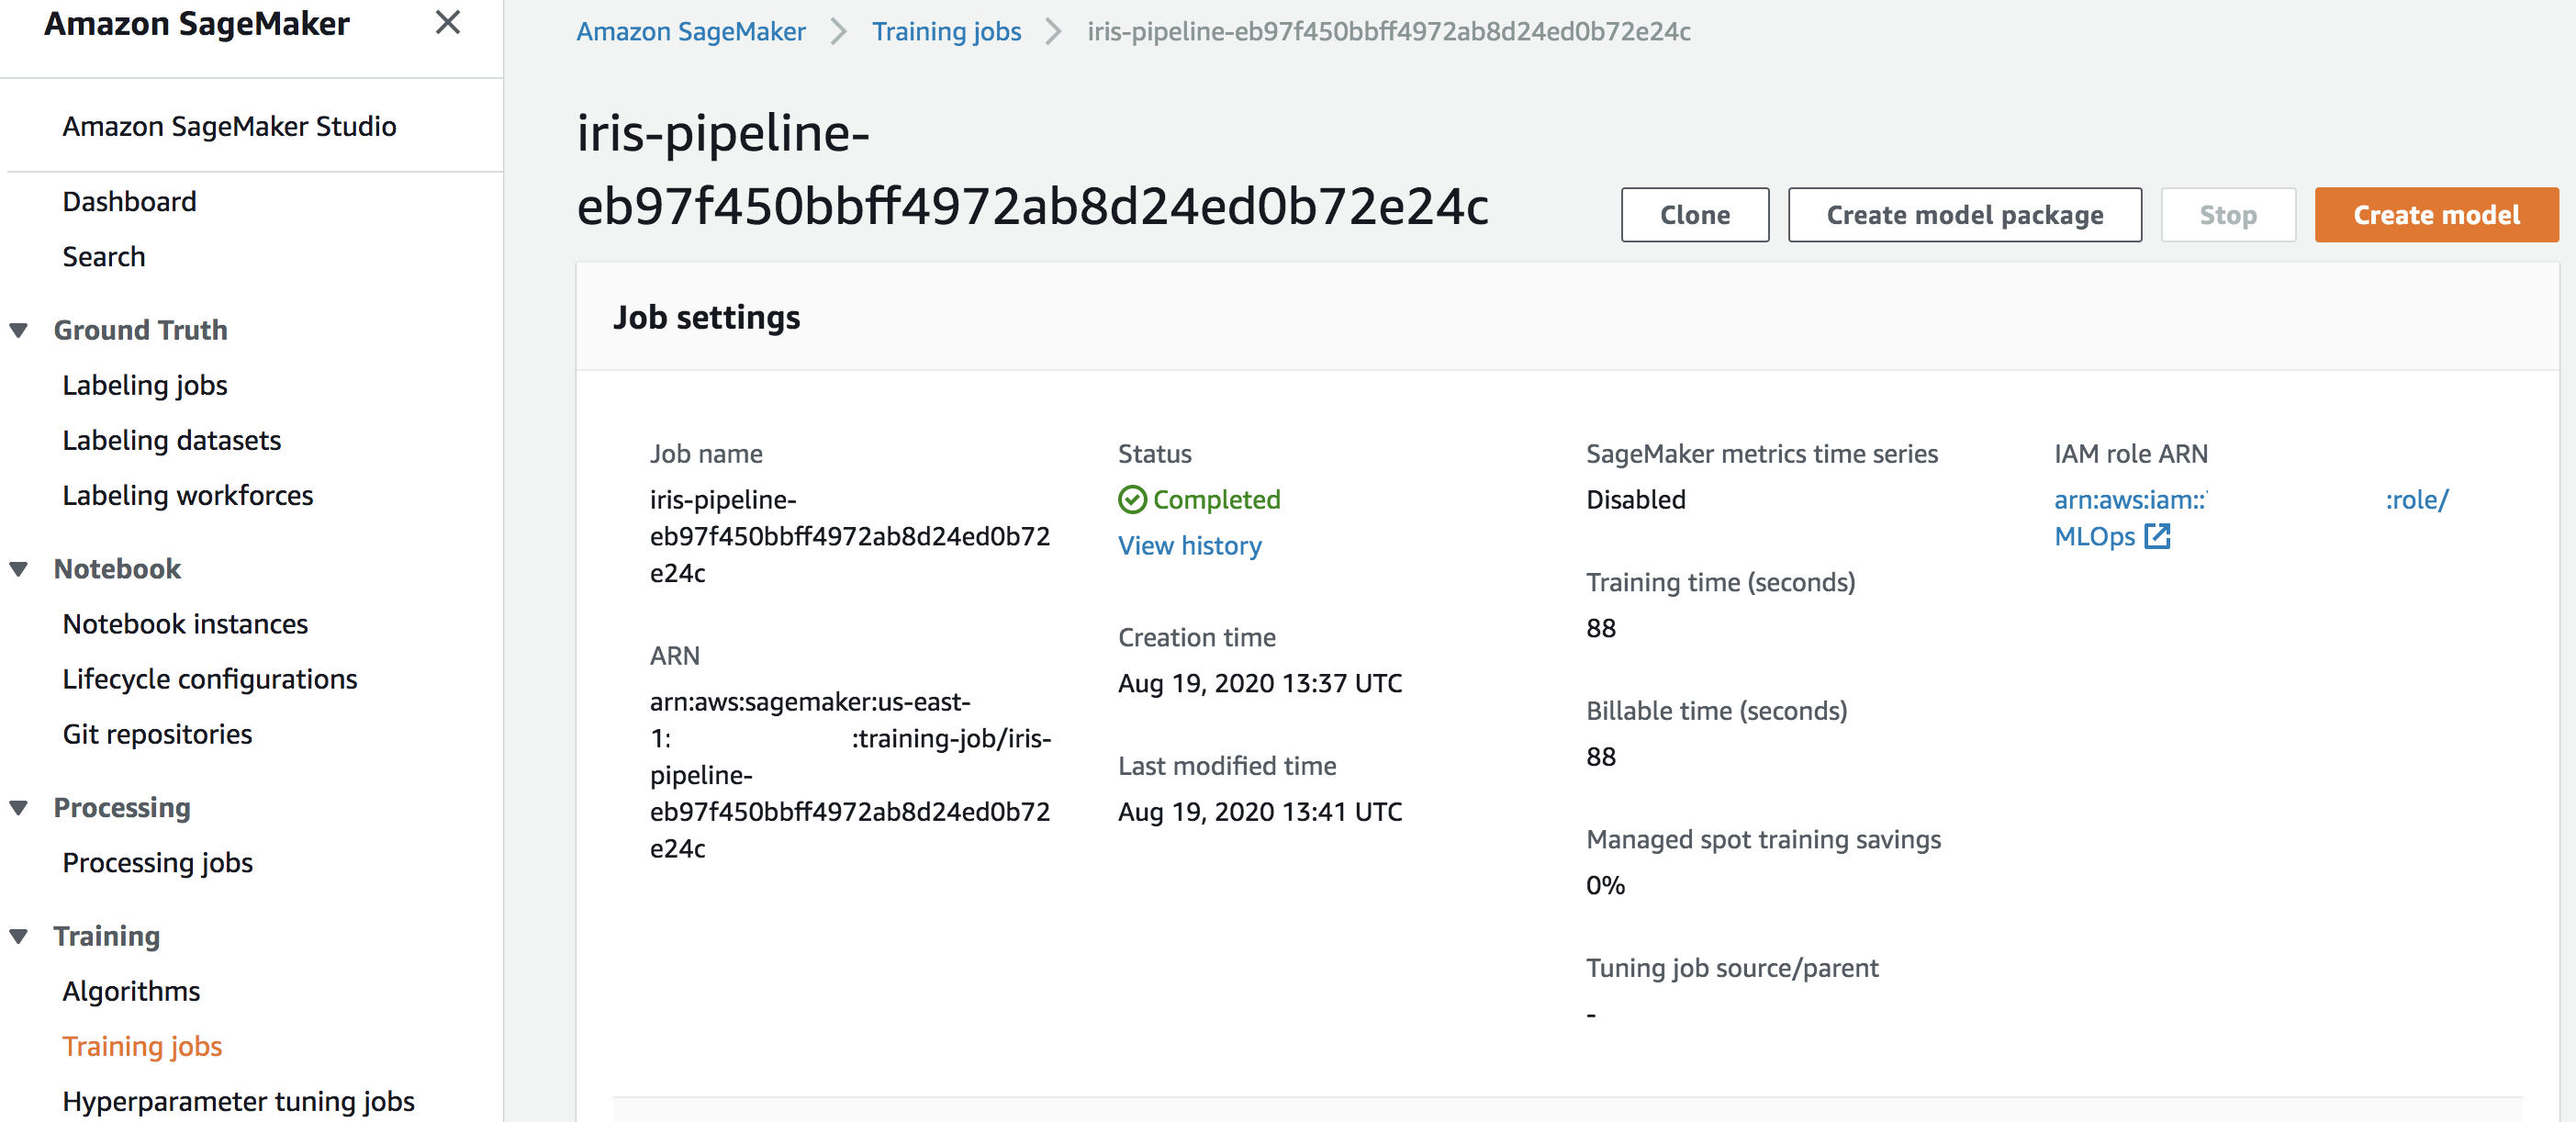 Amazon SageMaker
Amazon SageMaker Studio
Dashboard
Search
Ground Truth
Labeling jobs
Labeling datasets
Labeling workforces
Notebook
Notebook instances
Lifecycle configurations
Git repositories
Processing
Processing jobs
Training
Algorithms
Training jobs
Hyperparameter tuning jobs
Amazon SageMaker > Training jobs > iris-pipeline-eb97f450bbff4972ab8d24ed0b72e24c
iris-pipeline-
eb97f450bbff4972ab8d24ed0b72e24c
Clone
Create model package
Stop
Create model
Job settings
Job name
iris-pipeline-
eb97f450bbff4972ab8d24ed0b72
e24c
ARN
arn:aws:sagemaker:us-east-
1: :training-job/iris-
pipeline-
eb97f450bbff4972ab8d24ed0b72
e24c
Status
Completed
View history
Creation time
Aug 19, 2020 13:37 UTC
Last modified time
Aug 19, 2020 13:41 UTC
SageMaker metrics time series
Disabled
Training time (seconds)
88
Billable time (seconds)
88
Managed spot training savings
0%
Tuning job source/parent
-
IAM role ARN
arn:aws:iam:: :role/
MLOps